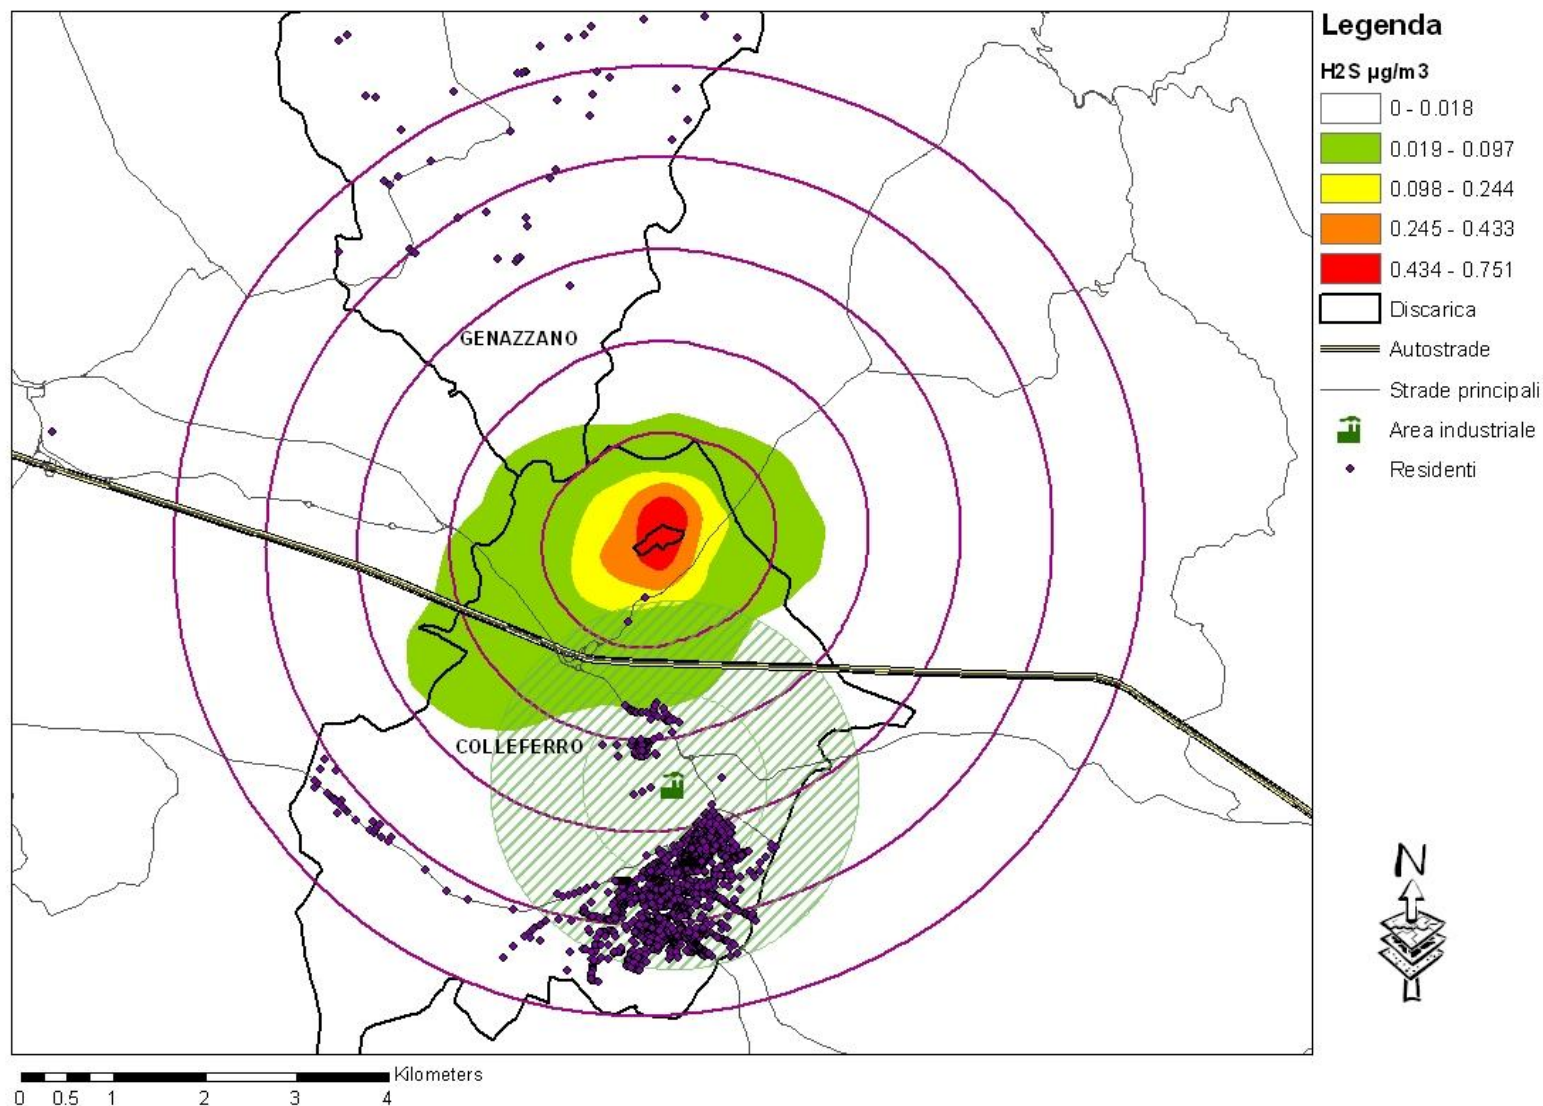 Legenda
H2S µg/m3
0 - 0.018
0.019 - 0.097
0.098 - 0.244
0.245 - 0.433
0.434 - 0.751
Discarica
Autostrade
Strade principali
Area industriale
Residenti
GENAZZANO
COLLEFERRO
N
Kilometers
0 0.5 1 2 3 4